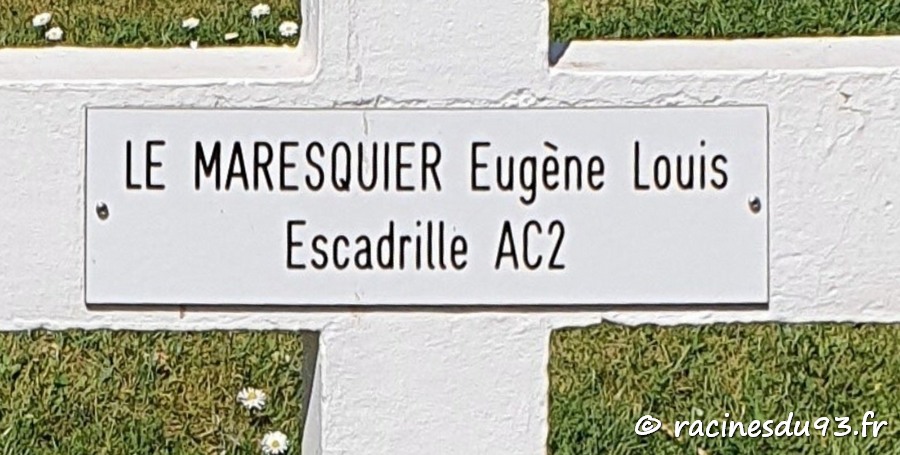 LE MARESQUIER Eugène Louis
Escadrille AC2
© racinesdu93.fr